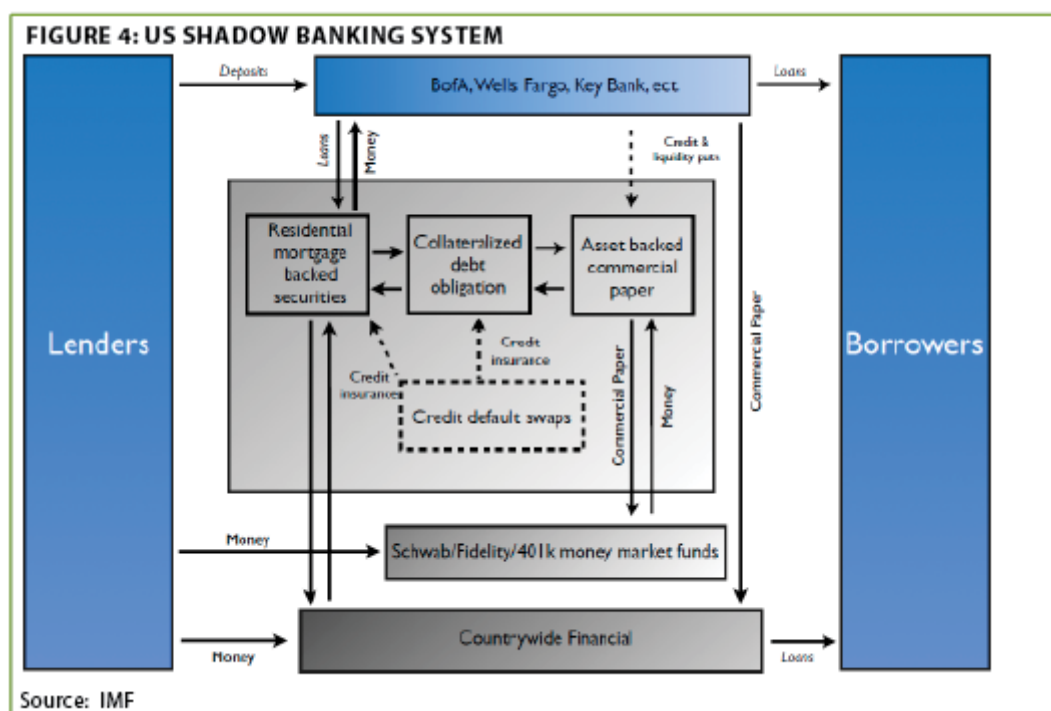 FIGURE 4: US SHADOW BANKING SYSTEM
Deposits
BofA, Wells Fargo, Key Bank, ect.
Loans
Lenders
Borrowers
Loans
Money
Credit &
liquidity puts
Residential
mortgage
backed
securities
Collateralized
debt
obligation
Asset backed
commercial
paper
Credit
insurance
Credit
insurance
Credit default swaps
Commercial Paper
Money
Commercial Paper
Money
Schwab/Fidelity/401k money market funds
Money
Countrywide Financial
Loans
Source: IMF